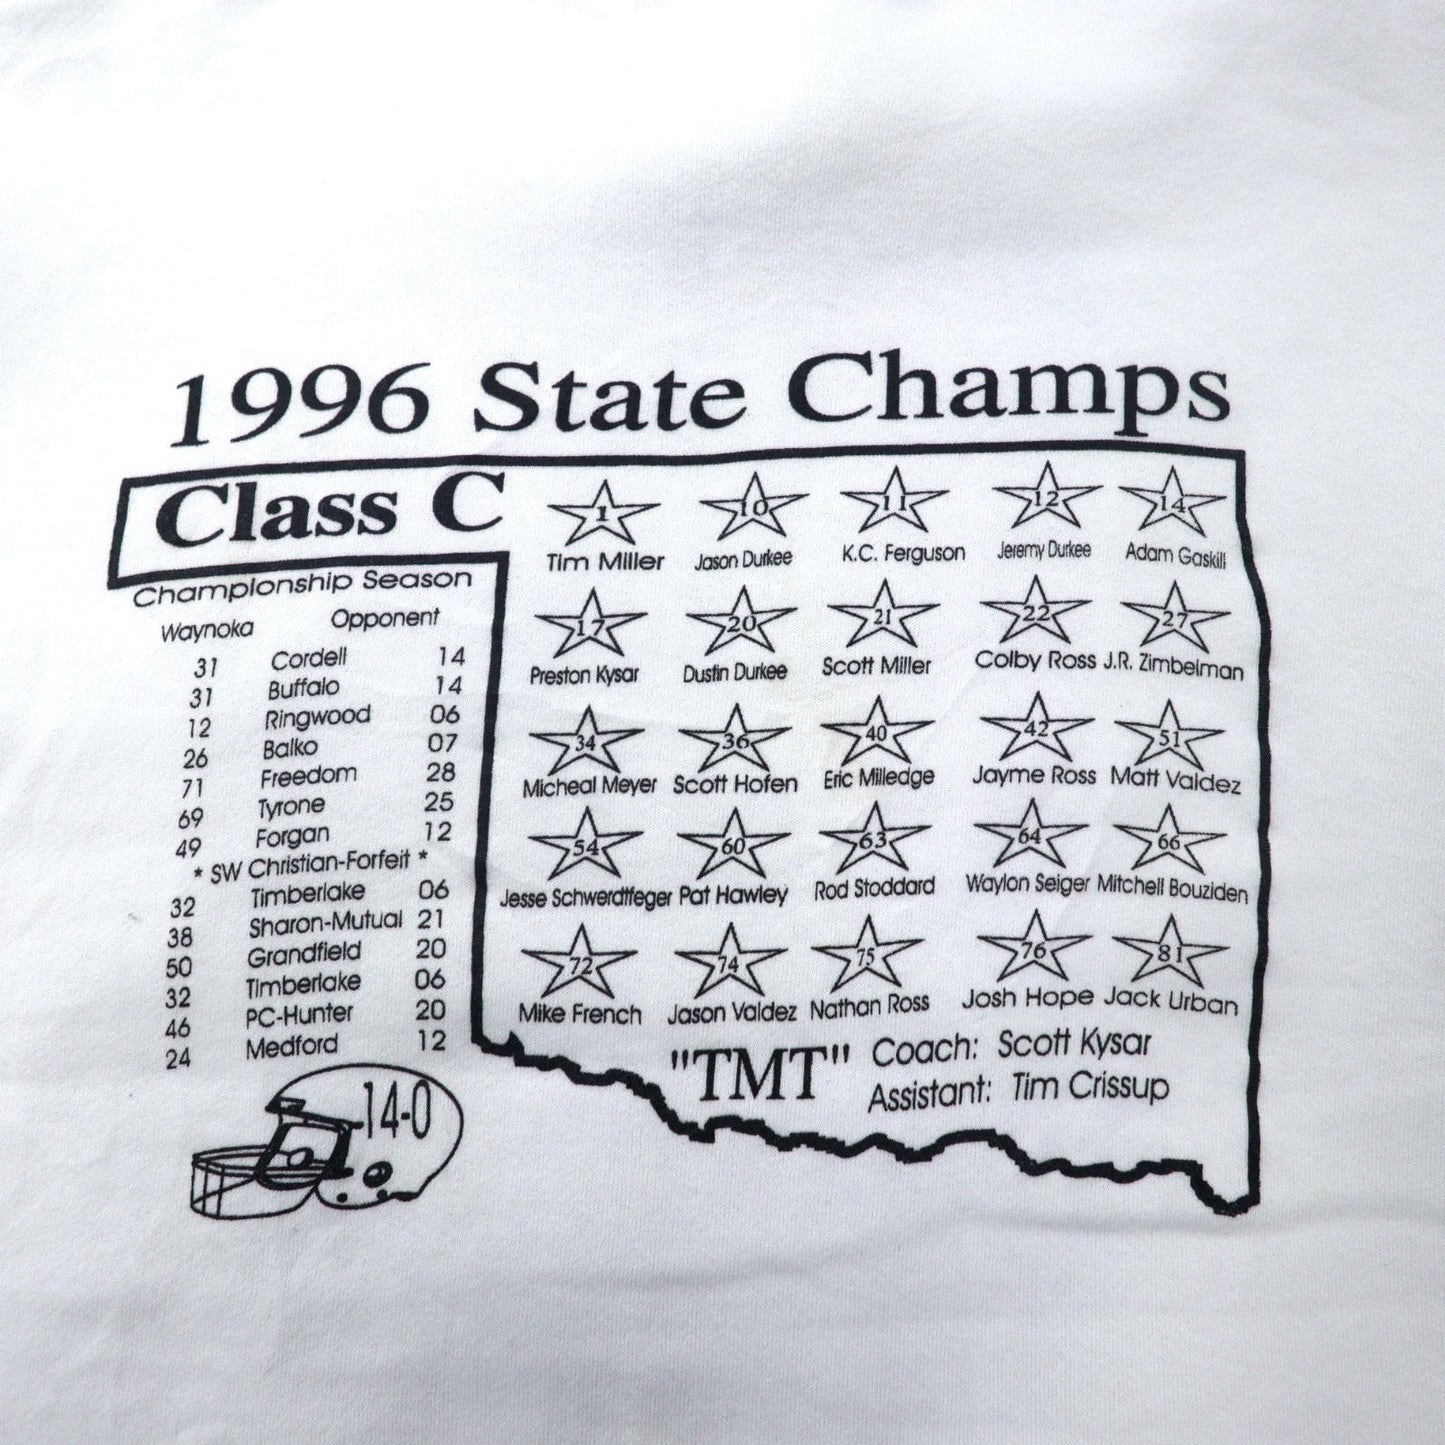 1996 State Champs
Class C
Championship Season
Waynoka Opponent
31 Cordell 14
31 Buffalo 14
12 Ringwood 06
26 Balko 07
71 Freedom 28
69 Tyrone 25
49 Forgan 12
* SW Christian-Forfeit *
32 Timberlake 06
38 Sharon-Mutual 21
50 Grandfield 20
32 Timberlake 06
46 PC-Hunter 20
24 Medford 12
14-0
1 10 11 12 14
Tim Miller Jason Durkee K.C. Ferguson Jeremy Durkee Adam Gaskill
17 20 21 22 27
Preston Kysar Dustin Durkee Scott Miller Colby Ross J.R. Zimbelman
34 36 40 42 51
Micheal Meyer Scott Hofen Eric Milledge Jayme Ross Matt Valdez
54 60 63 64 66
Jesse Schwerdtfeger Pat Hawley Rod Stoddard Waylon Seiger Mitchell Bouziden
72 74 75 76 81
Mike French Jason Valdez Nathan Ross Josh Hope Jack Urban
"TMT" Coach: Scott Kysar
Assistant: Tim Crissup